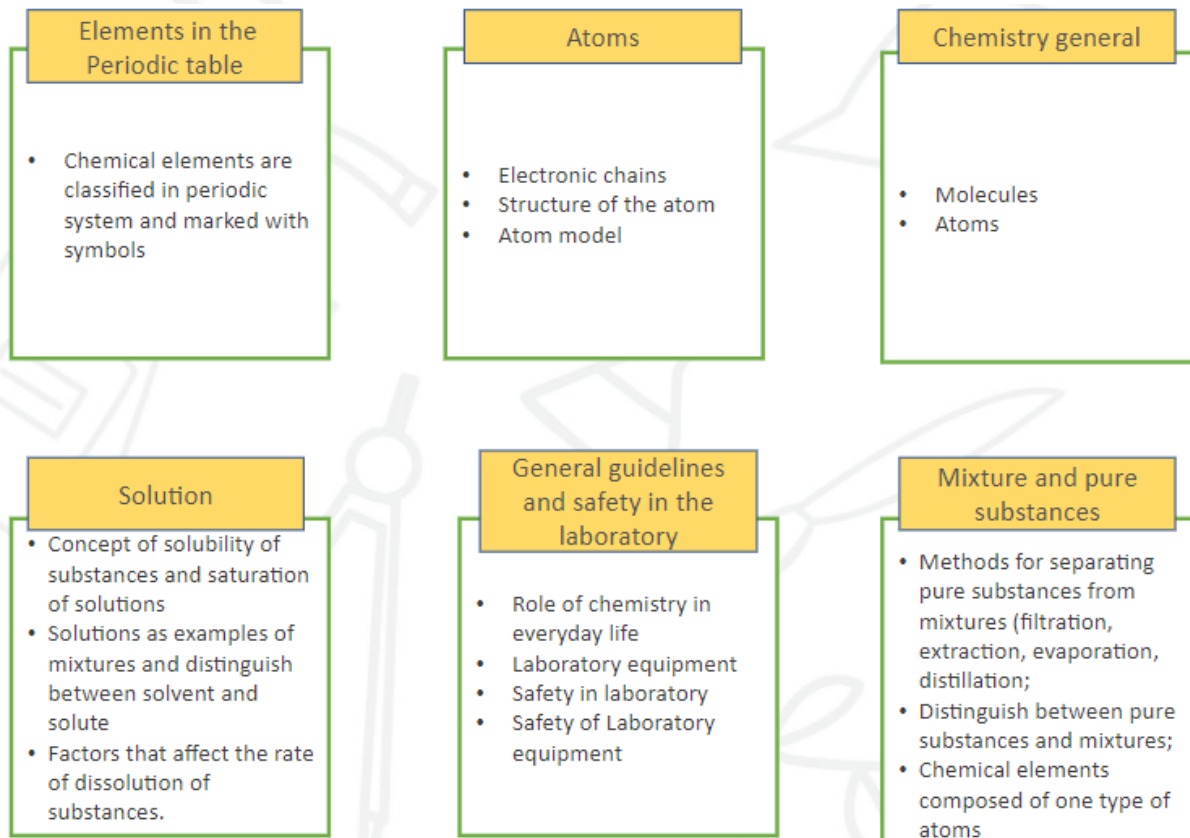 Elements in the
Periodic table
• Chemical elements are
classified in periodic
system and marked with
symbols
Atoms
• Electronic chains
• Structure of the atom
• Atom model
Chemistry general
• Molecules
• Atoms
Solution
• Concept of solubility of
substances and saturation
of solutions
• Solutions as examples of
mixtures and distinguish
between solvent and
solute
• Factors that affect the rate
of dissolution of
substances.
General guidelines
and safety in the
laboratory
• Role of chemistry in
everyday life
• Laboratory equipment
• Safety in laboratory
• Safety of Laboratory
equipment
Mixture and pure
substances
• Methods for separating
pure substances from
mixtures (filtration,
extraction, evaporation,
distillation;
• Distinguish between pure
substances and mixtures;
• Chemical elements
composed of one type of
atoms